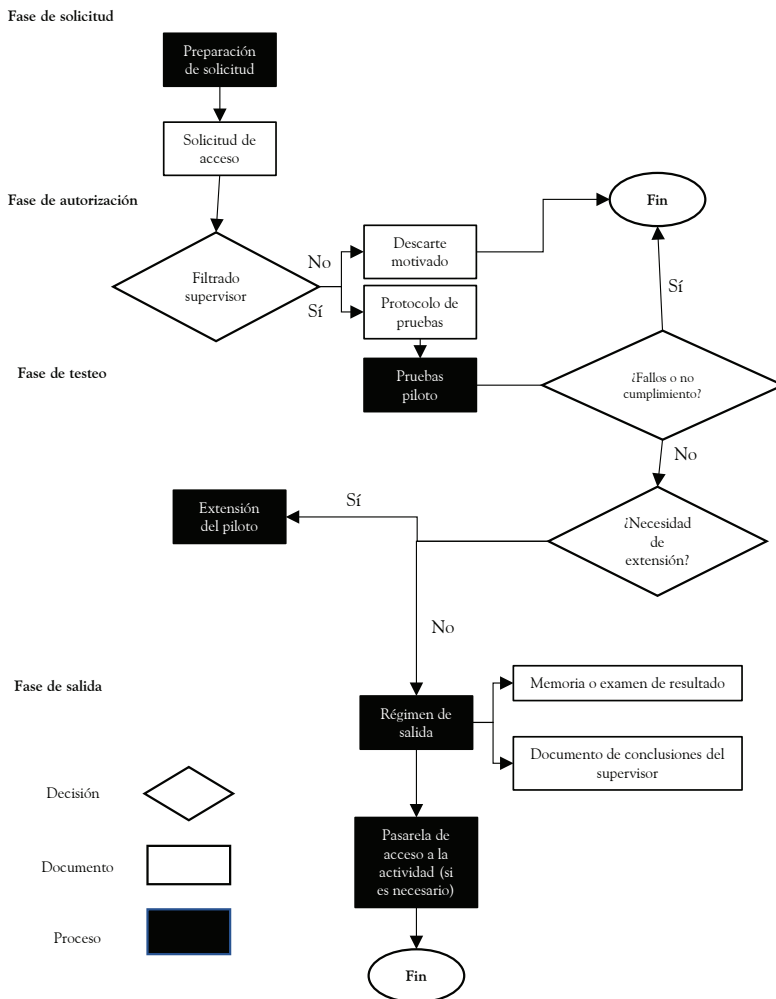 Fase de solicitud
Preparación
de solicitud
Solicitud de
acceso
Fase de autorización
Fin
No
Descarte
motivado
Sí
Filtrado
supervisor
Sí
Protocolo de
pruebas
Fase de testeo
Pruebas
piloto
¿Fallos o no
cumplimiento?
No
Extensión
del piloto
Sí
¿Necesidad
de
extensión?
No
Fase de salida
Memoria o examen de resultado
Régimen de
salida
Documento de conclusiones del
supervisor
Decisión
Pasarela de
acceso a la
actividad (si
es necesario)
Documento
Proceso
Fin